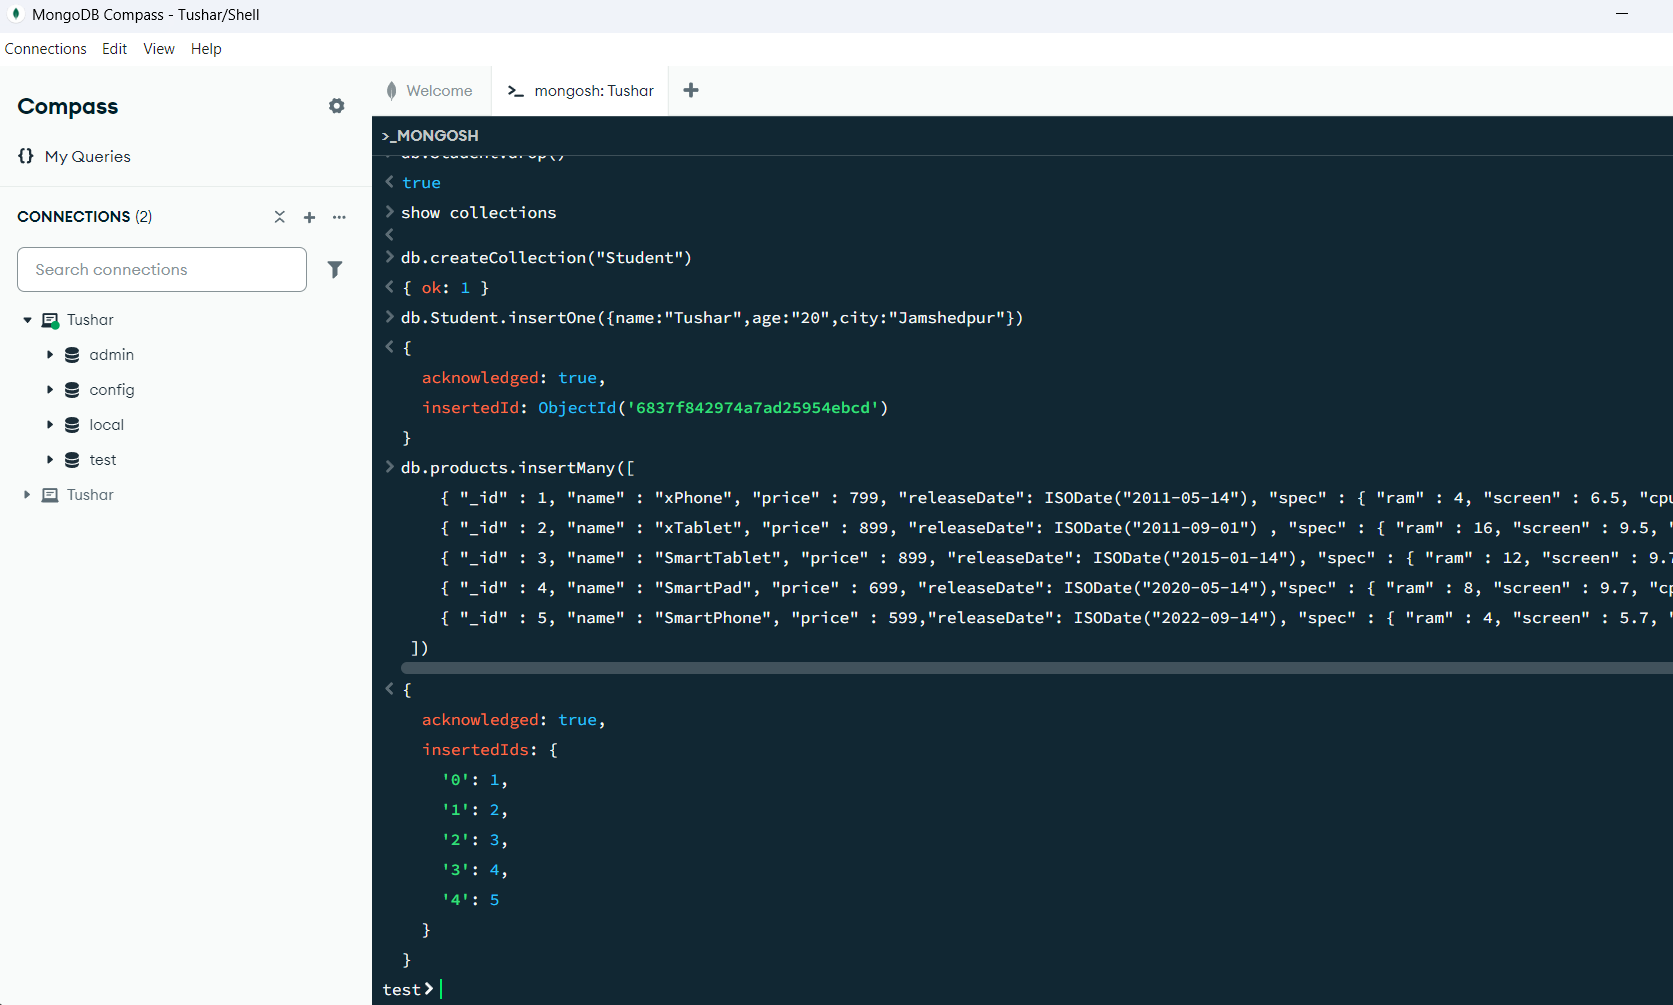 MongoDB Compass - Tushar/Shell
Connections Edit View Help
Compass
{} My Queries
CONNECTIONS (2)
Search connections
Tushar
admin
config
local
test
Tushar
Welcome
>_ mongosh: Tushar
>_MONGOSH
db.Student.drop()
true
show collections
db.createCollection("Student")
{ ok: 1 }
db.Student.insertOne({name:"Tushar",age:"20",city:"Jamshedpur"})
{
acknowledged: true,
insertedId: ObjectId('6837f842974a7ad25954ebcd')
}
db.products.insertMany([
{ "_id" : 1, "name" : "xPhone", "price" : 799, "releaseDate": ISODate("2011-05-14"), "spec" : { "ram" : 4, "screen" : 6.5, "cpu
{ "_id" : 2, "name" : "xTablet", "price" : 899, "releaseDate": ISODate("2011-09-01") , "spec" : { "ram" : 16, "screen" : 9.5, "
{ "_id" : 3, "name" : "SmartTablet", "price" : 899, "releaseDate": ISODate("2015-01-14"), "spec" : { "ram" : 12, "screen" : 9.7
{ "_id" : 4, "name" : "SmartPad", "price" : 699, "releaseDate": ISODate("2020-05-14"),"spec" : { "ram" : 8, "screen" : 9.7, "cp
{ "_id" : 5, "name" : "SmartPhone", "price" : 599,"releaseDate": ISODate("2022-09-14"), "spec" : { "ram" : 4, "screen" : 5.7, "
])
{
acknowledged: true,
insertedIds: {
'0': 1,
'1': 2,
'2': 3,
'3': 4,
'4': 5
}
}
test>